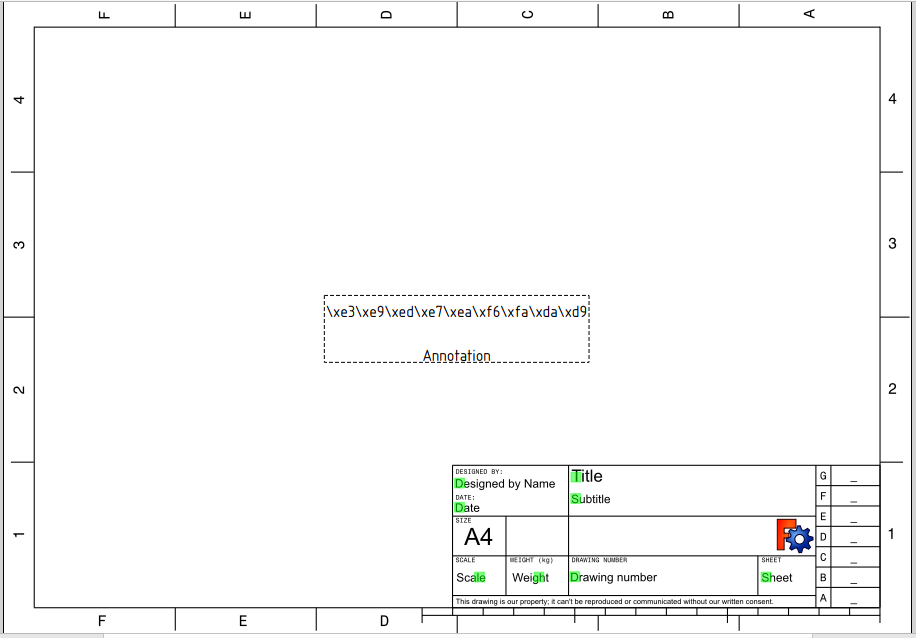 F E D C B A
4
4
3
3
\xe3\xe9\xed\xe7\xea\xf6\xfa\xda\xd9
Annotation
2
2
DESIGNED BY:
Designed by Name
Title
G _
DATE:
Date
Subtitle
F _
SIZE
A4
E _
D _
1
1
SCALE
WEIGHT (kg)
DRAWING NUMBER
SHEET
C _
Scale
Weight
Drawing number
Sheet
B _
This drawing is our property; it can't be reproduced or communicated without our written consent.
A _
F E D